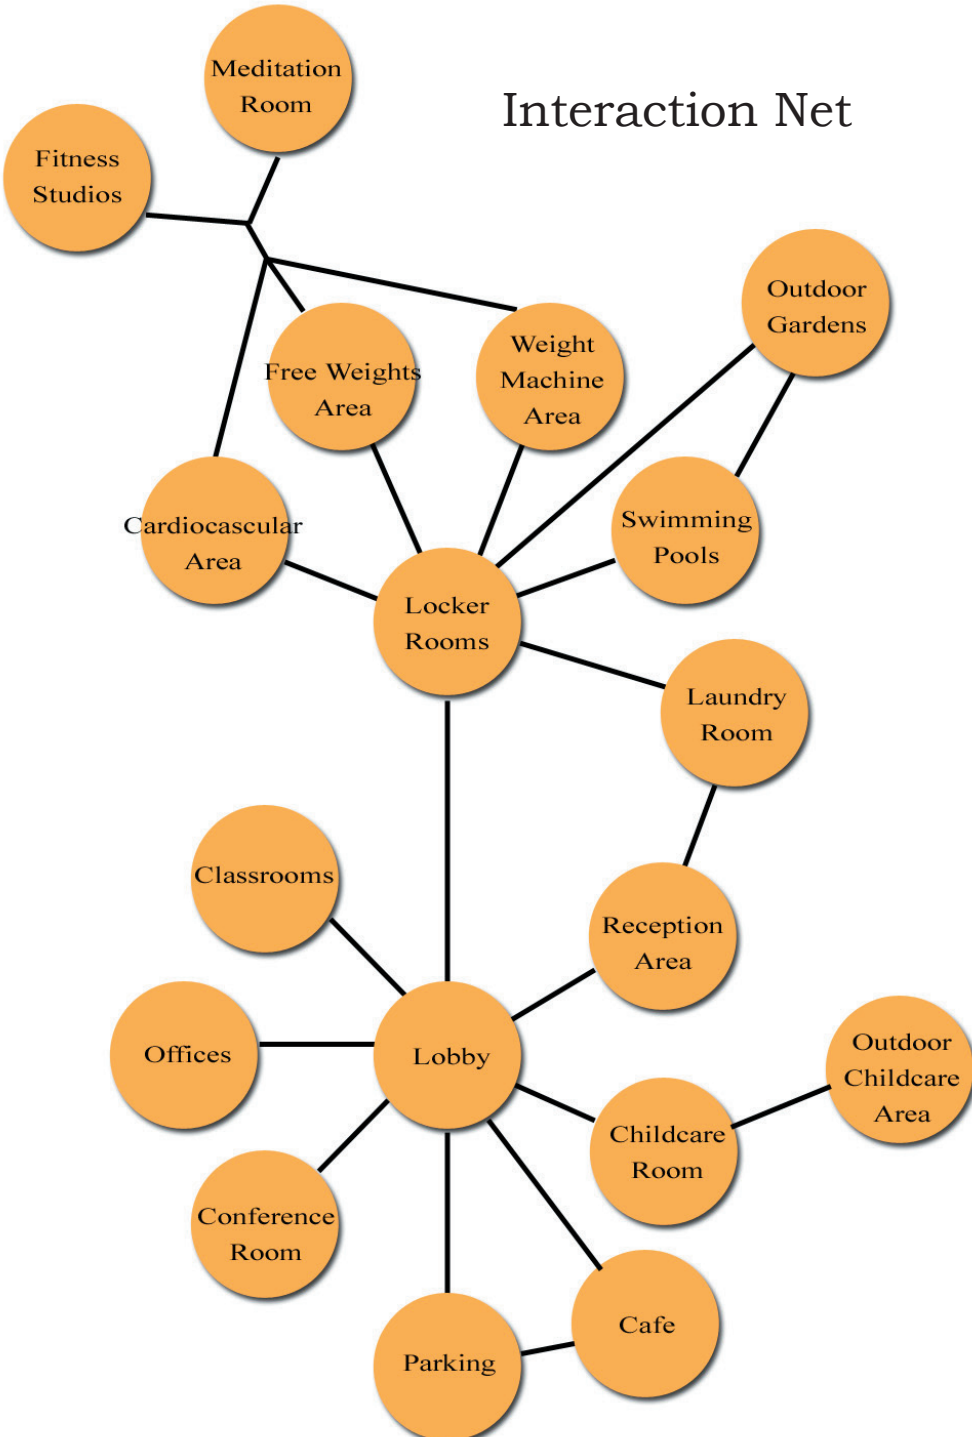 Interaction Net
Meditation
Room
Fitness
Studios
Outdoor
Gardens
Free Weights
Area
Weight
Machine
Area
Cardiocascular
Area
Swimming
Pools
Locker
Rooms
Laundry
Room
Classrooms
Reception
Area
Offices
Lobby
Outdoor
Childcare
Area
Childcare
Room
Conference
Room
Cafe
Parking